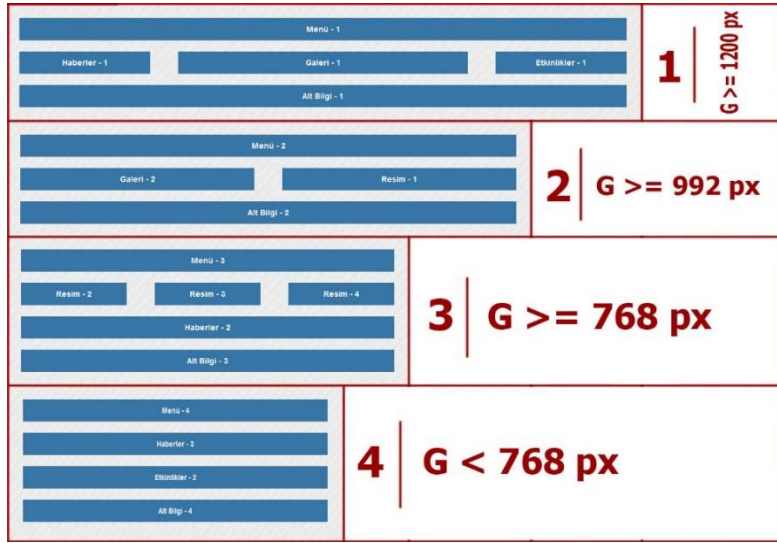 Menü - 1
Haberler - 1 Galeri - 1 Etkinlikler - 1
Alt Bilgi - 1
1 G >= 1200 px
Menü - 2
Galeri - 2 Resim - 1
Alt Bilgi - 2
2 G >= 992 px
Menü - 3
Resim - 2 Resim - 3 Resim - 4
Haberler - 2
Alt Bilgi - 3
3 G >= 768 px
Menü - 4
Haberler - 3
Etkinlikler - 2
Alt Bilgi - 4
4 G < 768 px